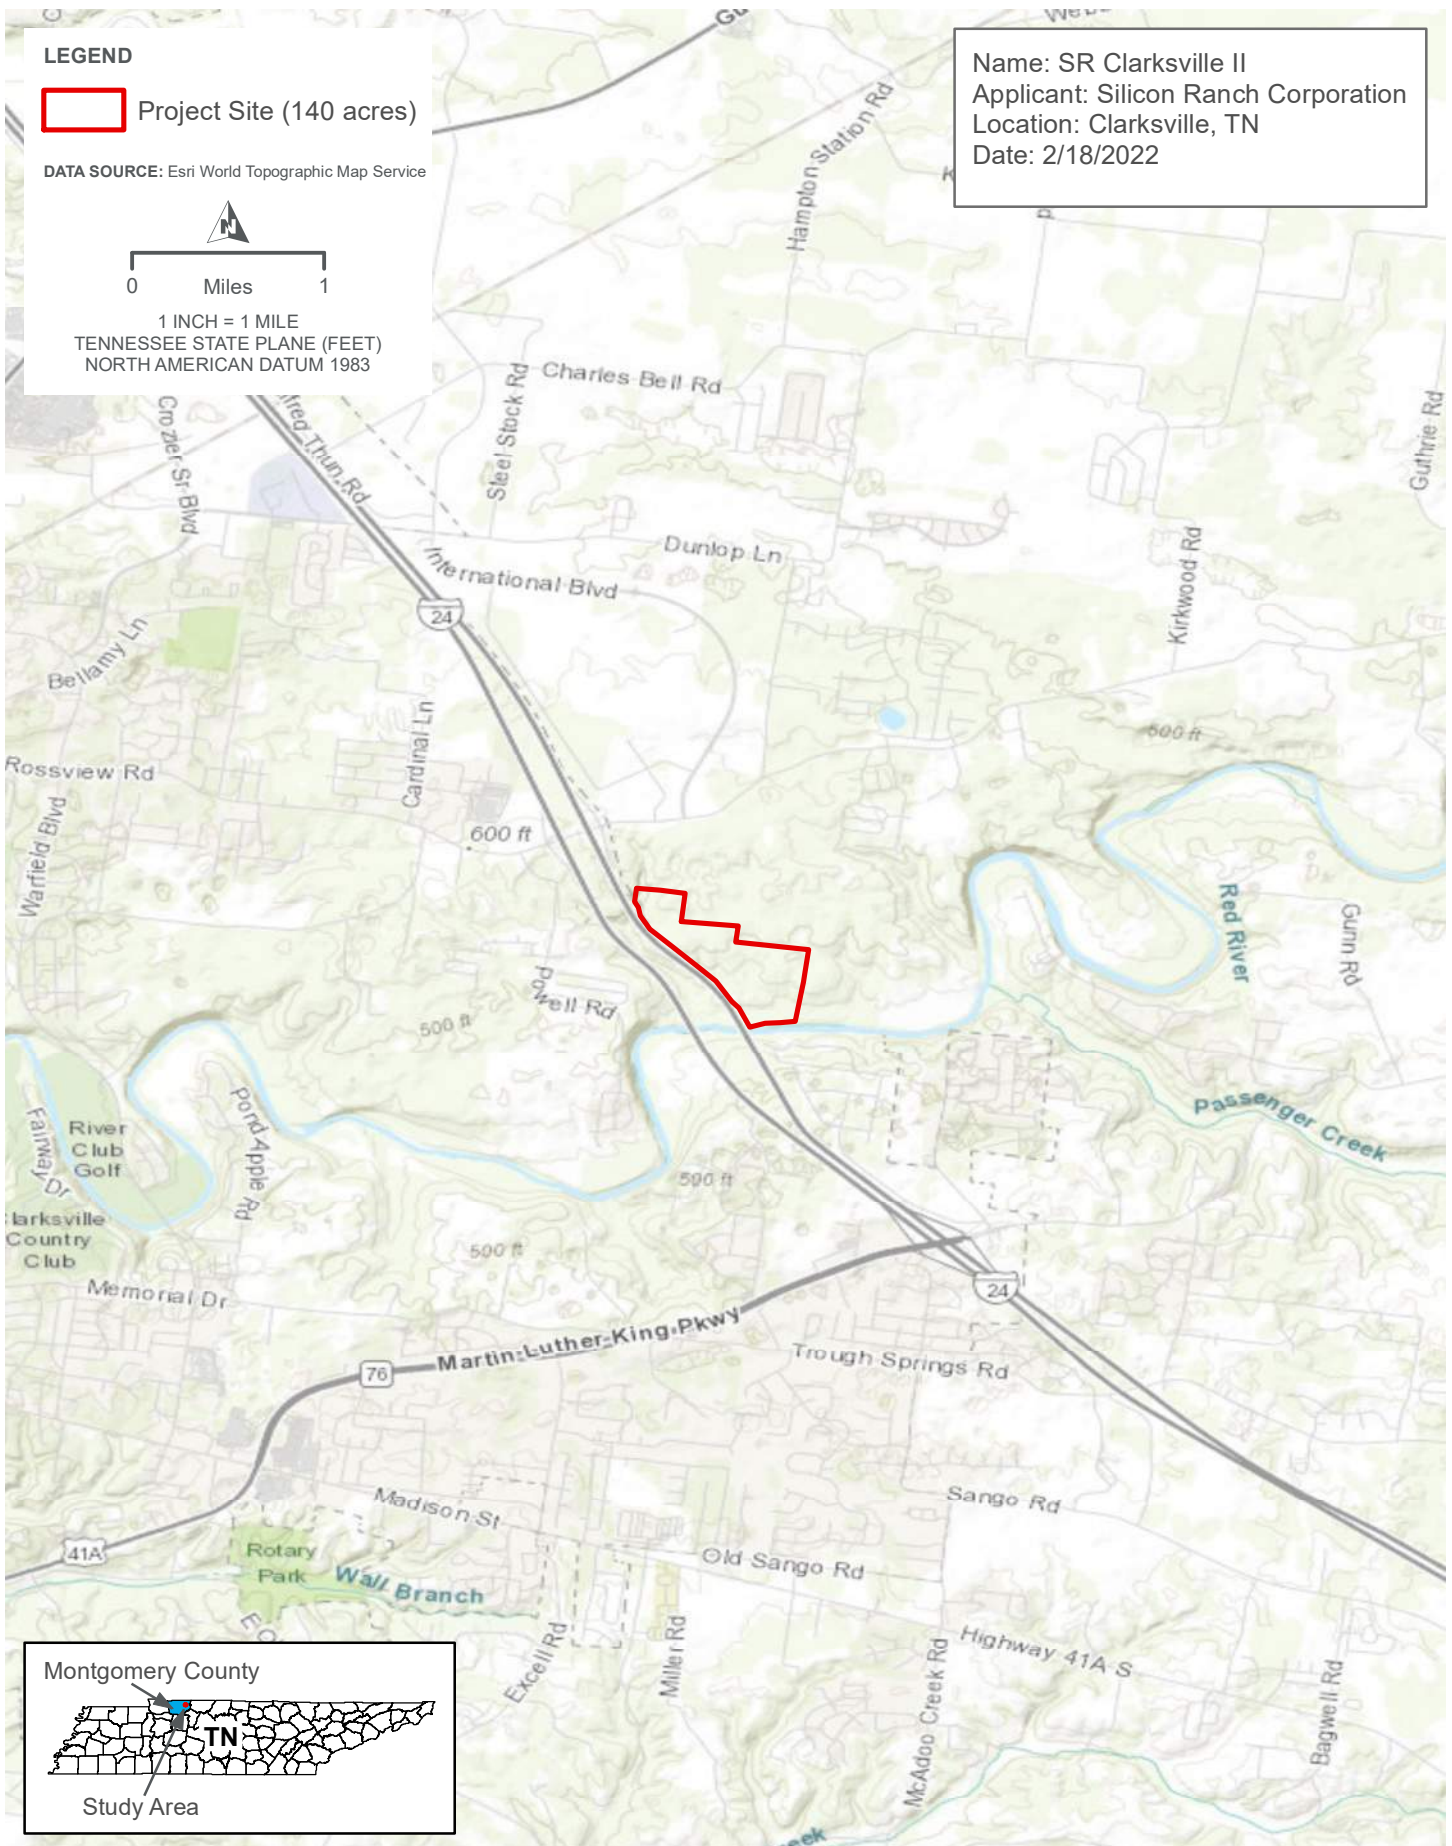 LEGEND
Project Site (140 acres)
DATA SOURCE: Esri World Topographic Map Service
N
0 Miles 1
1 INCH = 1 MILE
TENNESSEE STATE PLANE (FEET)
NORTH AMERICAN DATUM 1983
Name: SR Clarksville II
Applicant: Silicon Ranch Corporation
Location: Clarksville, TN
Date: 2/18/2022
Hampton Station Rd
Charles Bell Rd
Steel Stock Rd
Crozier Sr Blvd
Guthrie Rd
Dunlop Ln
International Blvd
24
Kirkwood Rd
Bellamy Ln
Cardinal Ln
600 ft
Rossview Rd
Warfield Blvd
600 ft
Red River
Gunn Rd
Powell Rd
500 ft
Passenger Creek
Fairway Dr
River
Club
Golf
Pond Apple Rd
500 ft
larksville
Country
Club
500 ft
Memorial Dr
24
Martin Luther King Pkwy
76
Trough Springs Rd
Madison St
Sango Rd
41A
Rotary
Park
Wall Branch
Old Sango Rd
Excell Rd
Miller Rd
McAdoo Creek Rd
Highway 41A S
Bagwell Rd
Montgomery County
TN
Study Area